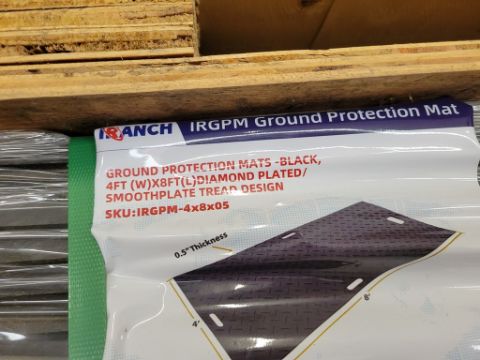 IRANCH IRGPM Ground Protection Mat
GROUND PROTECTION MATS -BLACK,
4FT (W)X8FT(L)DIAMOND PLATED/
SMOOTHPLATE TREAD DESIGN
SKU:IRGPM-4x8x05
0.5" Thickness
4'
8'